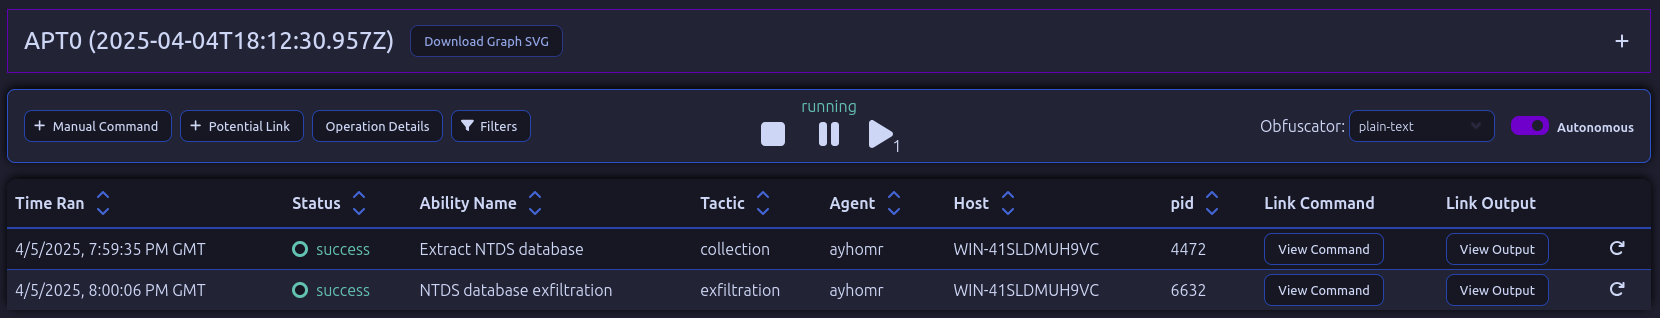 APT0 (2025-04-04T18:12:30.957Z) Download Graph SVG +
running
+ Manual Command + Potential Link Operation Details Filters 1 Obfuscator: plain-text Autonomous
Time Ran Status Ability Name Tactic Agent Host pid Link Command Link Output
4/5/2025, 7:59:35 PM GMT success Extract NTDS database collection ayhomr WIN-41SLDMUH9VC 4472 View Command View Output
4/5/2025, 8:00:06 PM GMT success NTDS database exfiltration exfiltration ayhomr WIN-41SLDMUH9VC 6632 View Command View Output